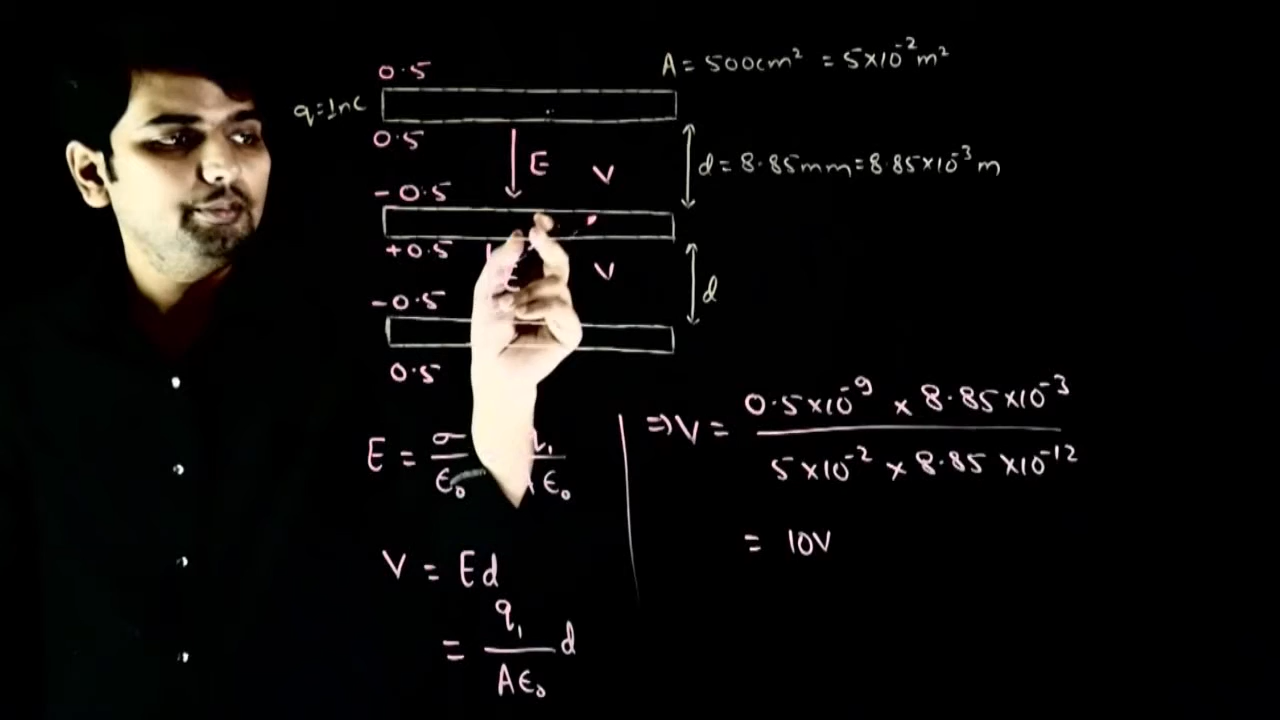 0.5
A = 500cm² = 5×10⁻² m²
q=1nC
0.5
E
V
d = 8.85mm = 8.85×10⁻³ m
-0.5
+0.5
V
d
-0.5
0.5
⇒ V = 0.5×10⁻⁹ × 8.85×10⁻³
5×10⁻² × 8.85 ×10⁻¹²
= 10V
E = σ
ε₀
ε₀
V = Ed
= q₁ d
Aε₀